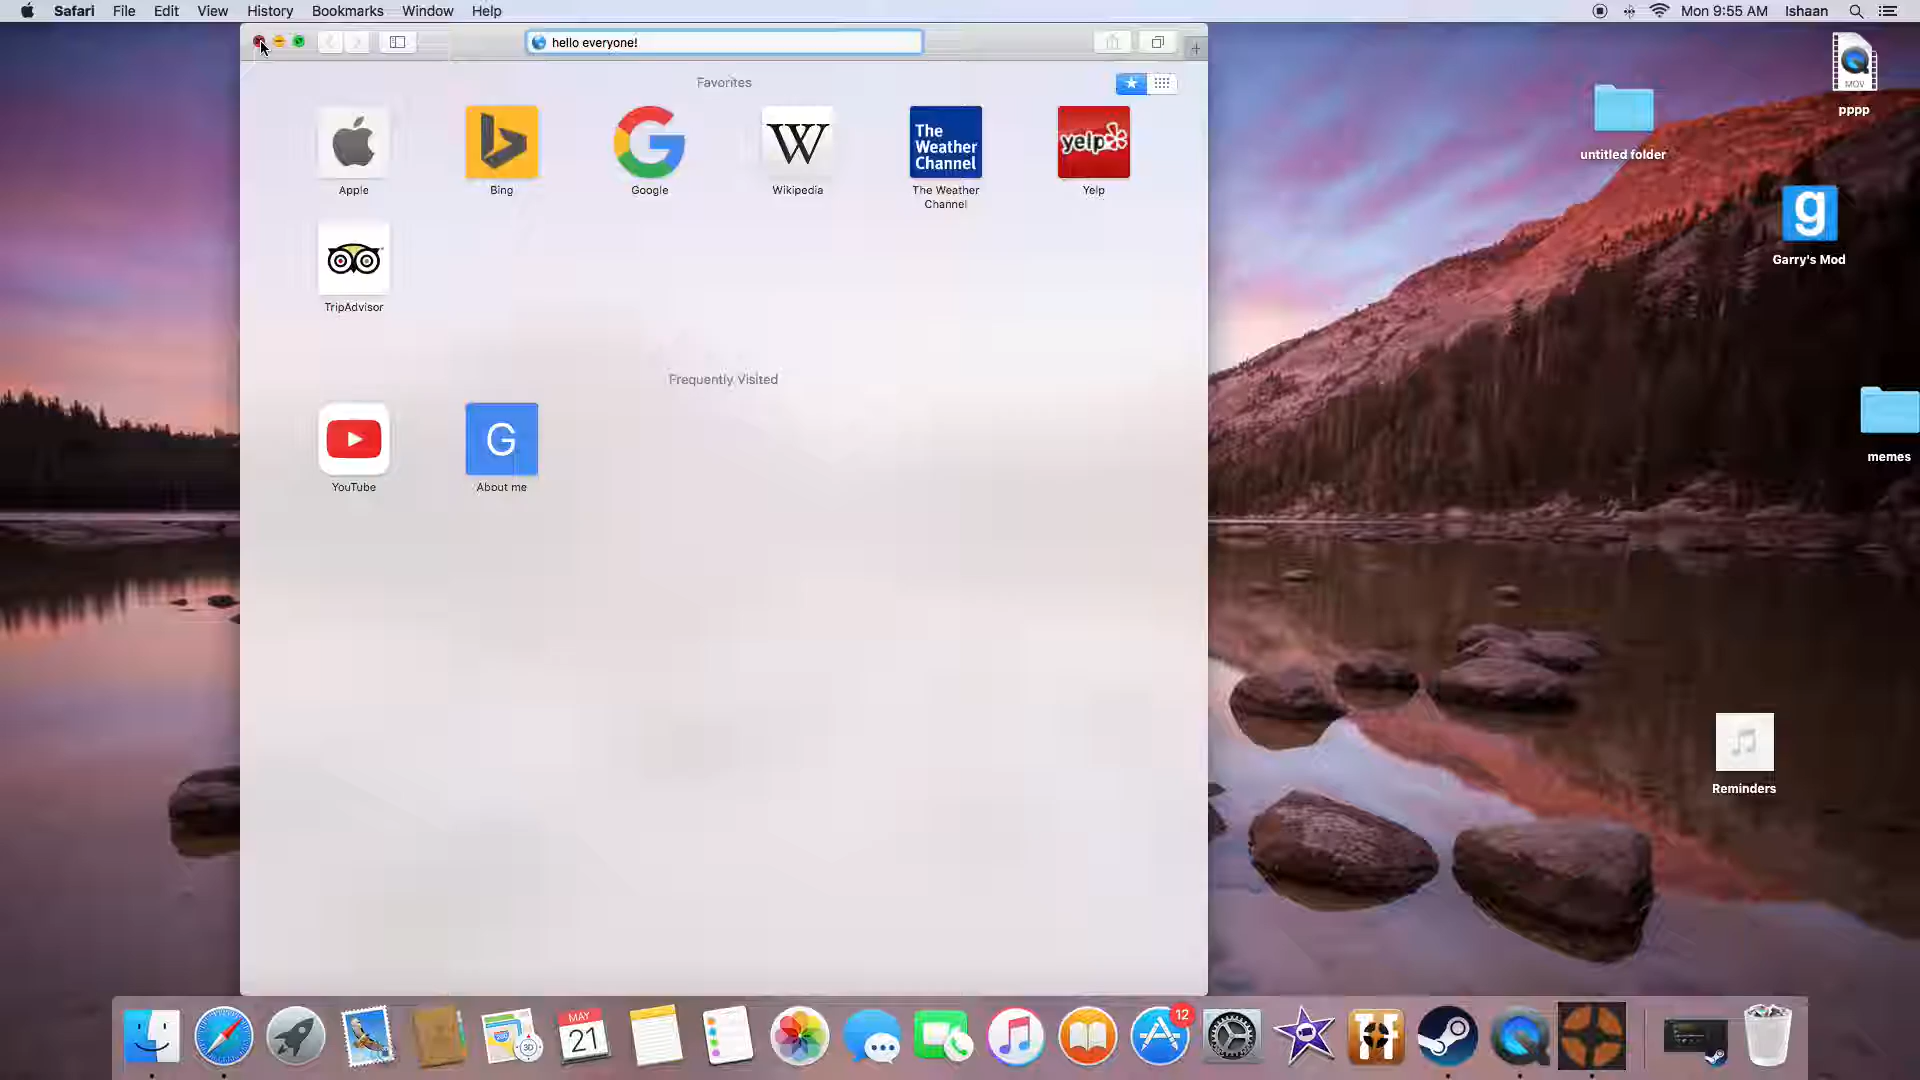 Safari File Edit View History Bookmarks Window Help
Mon 9:55 AM Ishaan
hello everyone!
Favorites
MOV
pppp
untitled folder
The
Weather
Channel
yelp
W
Apple
Bing
Google
Wikipedia
The Weather
Channel
Yelp
g
Garry's Mod
TripAdvisor
Frequently Visited
G
YouTube
About me
memes
Reminders
MAY
21
3D
12